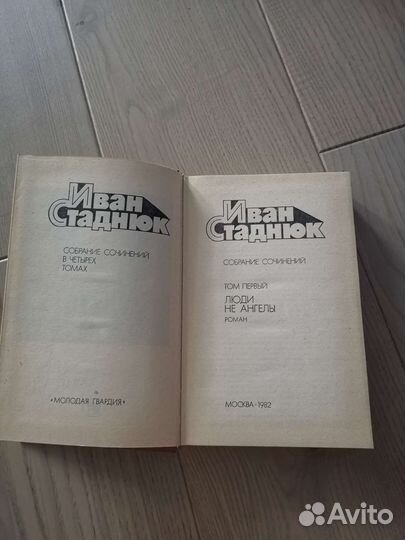 Иван
Стаднюк
СОБРАНИЕ СОЧИНЕНИЙ
В ЧЕТЫРЕХ
ТОМАХ
«МОЛОДАЯ ГВАРДИЯ»
Иван
Стаднюк
СОБРАНИЕ СОЧИНЕНИЙ
ТОМ ПЕРВЫЙ
ЛЮДИ
НЕ АНГЕЛЫ
РОМАН
МОСКВА-1982
Avito